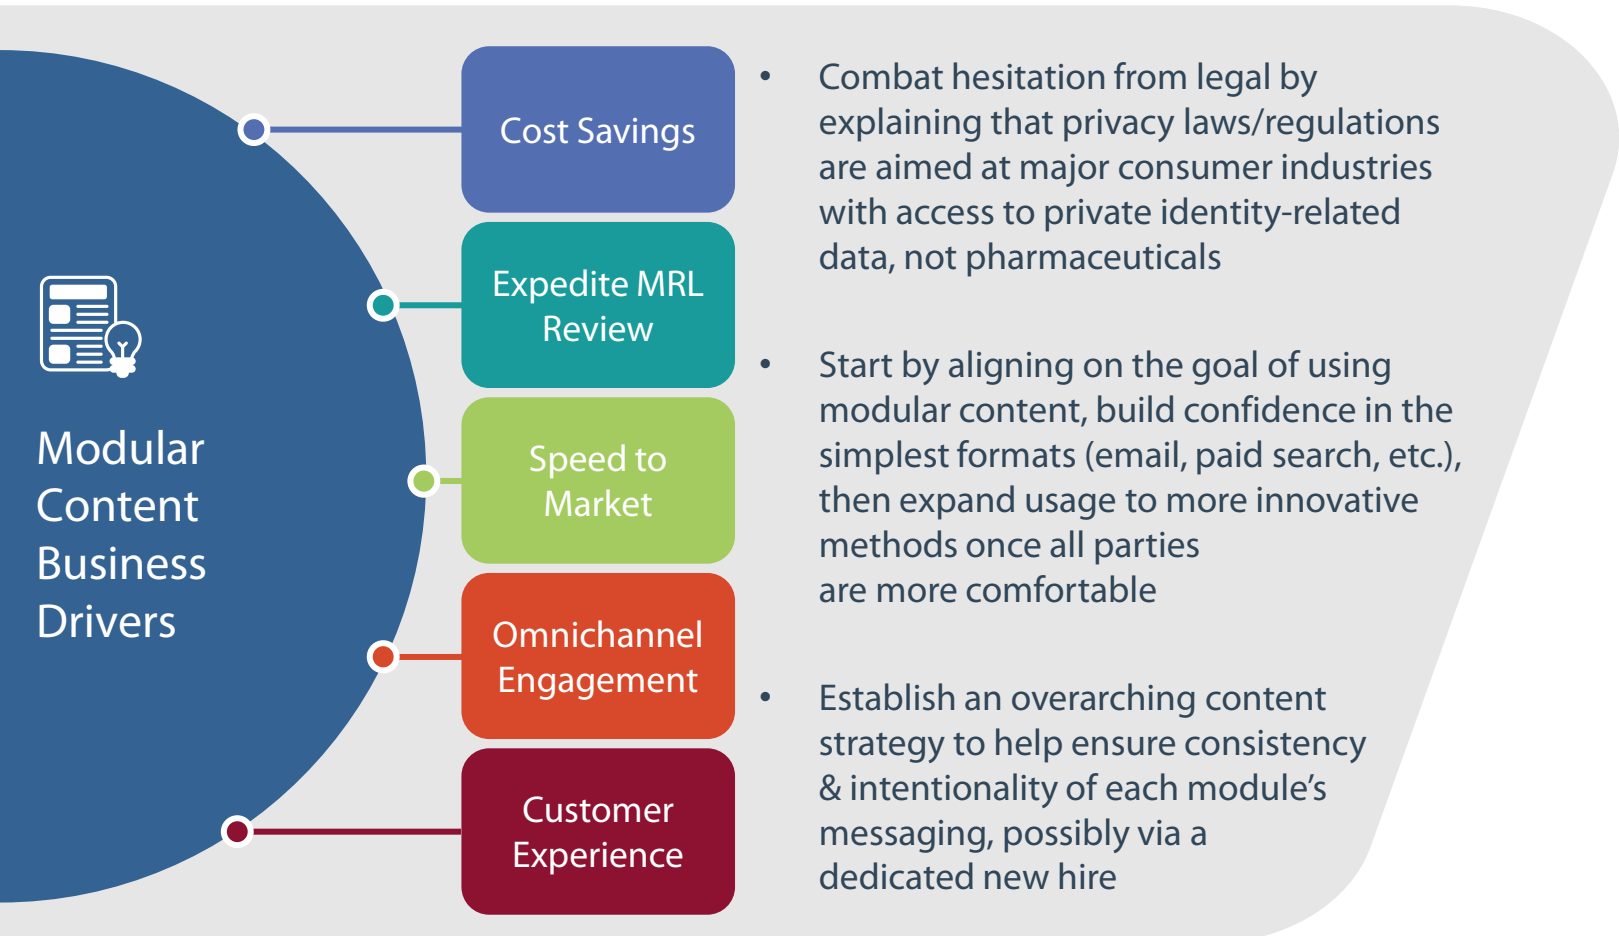 Modular
Content
Business
Drivers
Cost Savings
Expedite MRL
Review
Speed to
Market
Omnichannel
Engagement
Customer
Experience
• Combat hesitation from legal by
explaining that privacy laws/regulations
are aimed at major consumer industries
with access to private identity-related
data, not pharmaceuticals
• Start by aligning on the goal of using
modular content, build confidence in the
simplest formats (email, paid search, etc.),
then expand usage to more innovative
methods once all parties
are more comfortable
• Establish an overarching content
strategy to help ensure consistency
& intentionality of each module’s
messaging, possibly via a
dedicated new hire